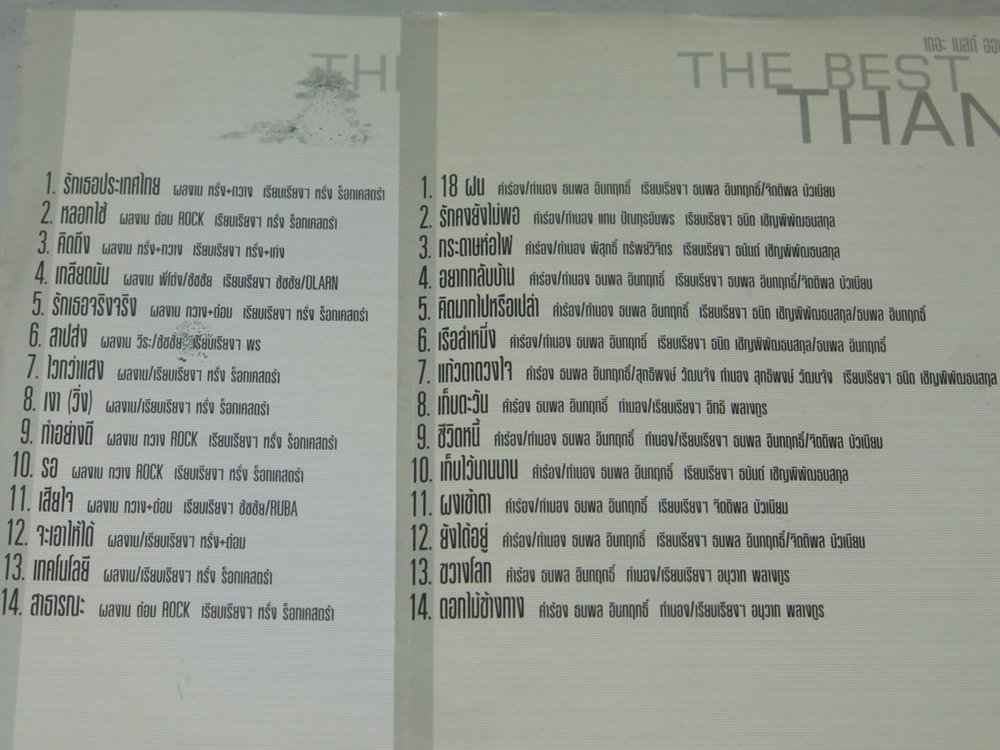 THE
1. รักเธอประเทศไทย ผลงาน หรั่ง+กวาง เรียบเรียงฯ หรั่ง ร็อกเคสตร้า
2. หลอกใช้ ผลงาน ต่อม ROCK เรียบเรียงฯ หรั่ง ร็อกเคสตร้า
3. คิดถึง ผลงาน หรั่ง+กวาง เรียบเรียงฯ หรั่ง+เก่ง
4. เกลียดมัน ผลงาน พี่โต๋ง/ชัชชัย เรียบเรียงฯ ชัชชัย/OLARN
5. รักเธอจริงจริง ผลงาน กวาง+ต่อม เรียบเรียงฯ หรั่ง ร็อกเคสตร้า
6. สาปส่ง ผลงาน วีระ/ชัชชัย เรียบเรียงฯ พร
7. ไวกว่าแสง ผลงาน/เรียบเรียงฯ หรั่ง ร็อกเคสตร้า
8. เงา (วิ่ง) ผลงาน/เรียบเรียงฯ หรั่ง ร็อกเคสตร้า
9. ทำอย่างดี ผลงาน กวาง ROCK เรียบเรียงฯ หรั่ง ร็อกเคสตร้า
10. รอ ผลงาน กวาง ROCK เรียบเรียงฯ หรั่ง ร็อกเคสตร้า
11. เสียใจ ผลงาน กวาง+ต่อม เรียบเรียงฯ ชัชชัย/RUBA
12. จะเอาให้ได้ ผลงาน/เรียบเรียงฯ หรั่ง+ต่อม
13. เทคโนโลยี ผลงาน/เรียบเรียงฯ หรั่ง ร็อกเคสตร้า
14. สาธารณะ ผลงาน ต่อม ROCK เรียบเรียงฯ หรั่ง ร็อกเคสตร้า
เดอะ เบสท์ ออฟ
THE BEST
THAN
1. 18 ฝน คำร้อง/ทำนอง ธนพล อินทฤทธิ์ เรียบเรียงฯ ธนพล อินทฤทธิ์/จิตติพล บัวเนียม
2. รักคงยังไม่พอ คำร้อง/ทำนอง แทน ปัณฑุรอัมพร เรียบเรียงฯ ธนิต เชิญพิพัฒธนสกุล
3. กระดาษห่อไฟ คำร้อง/ทำนอง พิสุทธิ์ ทรัพย์วิจิตร เรียบเรียงฯ ธนันต์ เชิญพิพัฒธนสกุล
4. อยากกลับบ้าน คำร้อง/ทำนอง ธนพล อินทฤทธิ์ เรียบเรียงฯ ธนพล อินทฤทธิ์/จิตติพล บัวเนียม
5. คิดมากไปหรือเปล่า คำร้อง/ทำนอง ธนพล อินทฤทธิ์ เรียบเรียงฯ ธนิต เชิญพิพัฒธนสกุล/ธนพล อินทฤทธิ์
6. เรือลำหนึ่ง คำร้อง/ทำนอง ธนพล อินทฤทธิ์ เรียบเรียงฯ ธนิต เชิญพิพัฒธนสกุล/ธนพล อินทฤทธิ์
7. แก้วตาดวงใจ คำร้อง ธนพล อินทฤทธิ์/สุทธิพงษ์ วัฒนจัง ทำนอง สุทธิพงษ์ วัฒนจัง เรียบเรียงฯ ธนิต เชิญพิพัฒธนสกุล
8. เก็บตะวัน คำร้อง ธนพล อินทฤทธิ์ ทำนอง/เรียบเรียงฯ อิทธิ พลางกูร
9. ชีวิตหนี้ คำร้อง/ทำนอง ธนพล อินทฤทธิ์ ทำนอง/เรียบเรียงฯ ธนพล อินทฤทธิ์/จิตติพล บัวเนียม
10. เก็บไว้นานนาน คำร้อง/ทำนอง ธนพล อินทฤทธิ์ เรียบเรียงฯ ธนันต์ เชิญพิพัฒธนสกุล
11. ผงเข้าตา คำร้อง/ทำนอง ธนพล อินทฤทธิ์ เรียบเรียงฯ จิตติพล บัวเนียม
12. ยังได้อยู่ คำร้อง/ทำนอง ธนพล อินทฤทธิ์ เรียบเรียงฯ ธนพล อินทฤทธิ์/จิตติพล บัวเนียม
13. ขวางโลก คำร้อง ธนพล อินทฤทธิ์ ทำนอง/เรียบเรียงฯ อนุวาท พลางกูร
14. ดอกไม้ข้างทาง คำร้อง ธนพล อินทฤทธิ์ ทำนอง/เรียบเรียงฯ อนุวาท พลางกูร